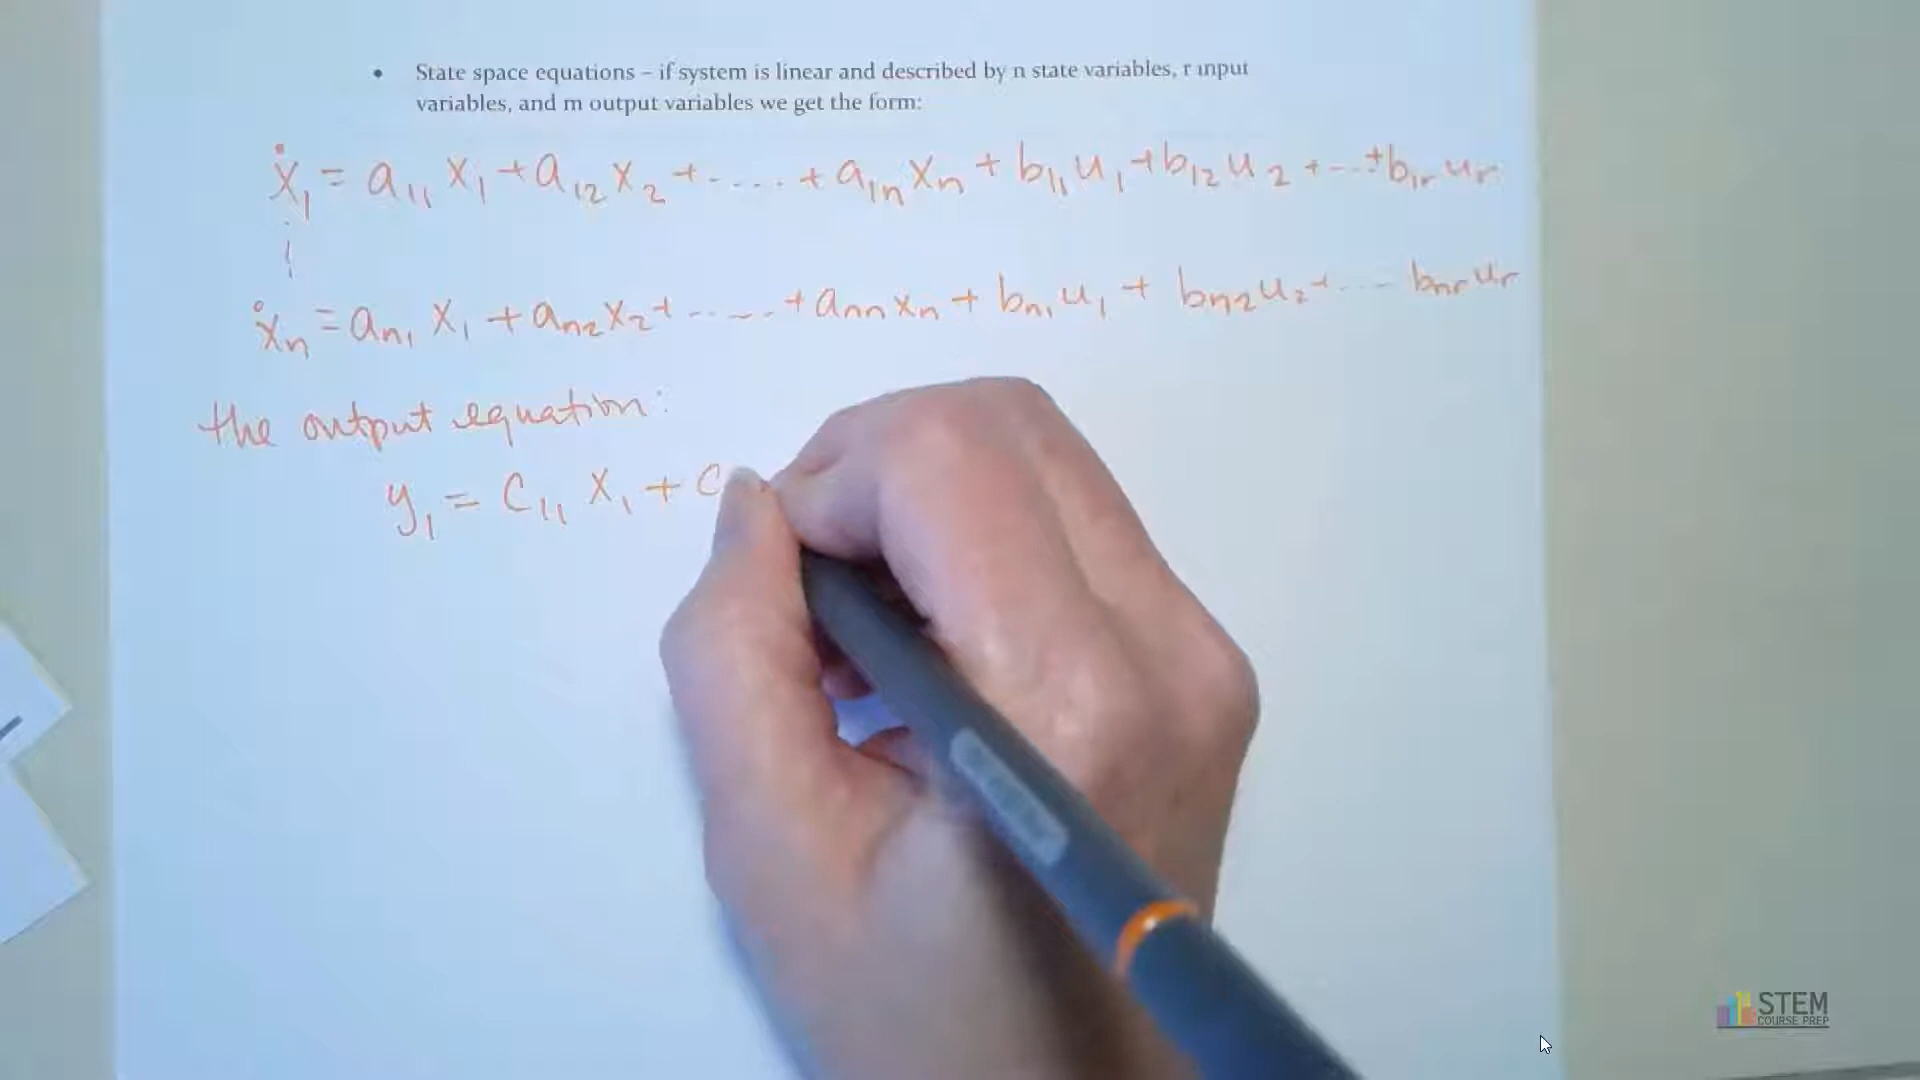 • State space equations – if system is linear and described by n state variables, r input
variables, and m output variables we get the form:
ẋ₁ = a₁₁ x₁ + a₁₂ x₂ + ..... + a₁ₙ xₙ + b₁₁ u₁ + b₁₂ u₂ + ... + b₁ᵣ uᵣ
⋮
ẋₙ = aₙ₁ x₁ + aₙ₂ x₂ + ..... + aₙₙ xₙ + bₙ₁ u₁ + bₙ₂ u₂ + .... bₙᵣ uᵣ
the output equation:
y₁ = C₁₁ x₁ + C
STEM
COURSE PREP